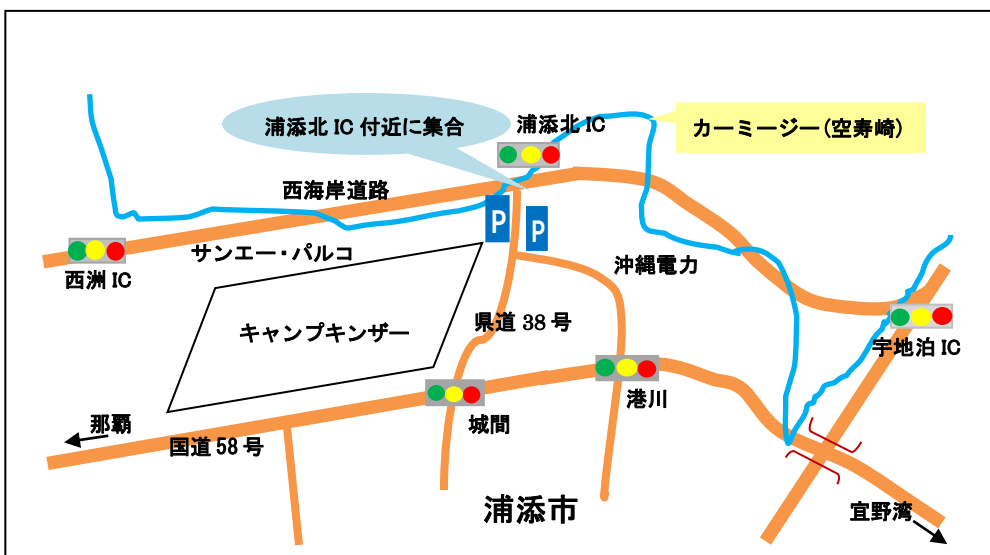 浦添北 IC 付近に集合
浦添北 IC
カーミージー(空寿崎)
西海岸道路
P
P
サンエー・パルコ
西洲 IC
沖縄電力
キャンプキンザー
県道 38 号
宇地泊 IC
那覇
城間
港川
国道 58 号
浦添市
宜野湾